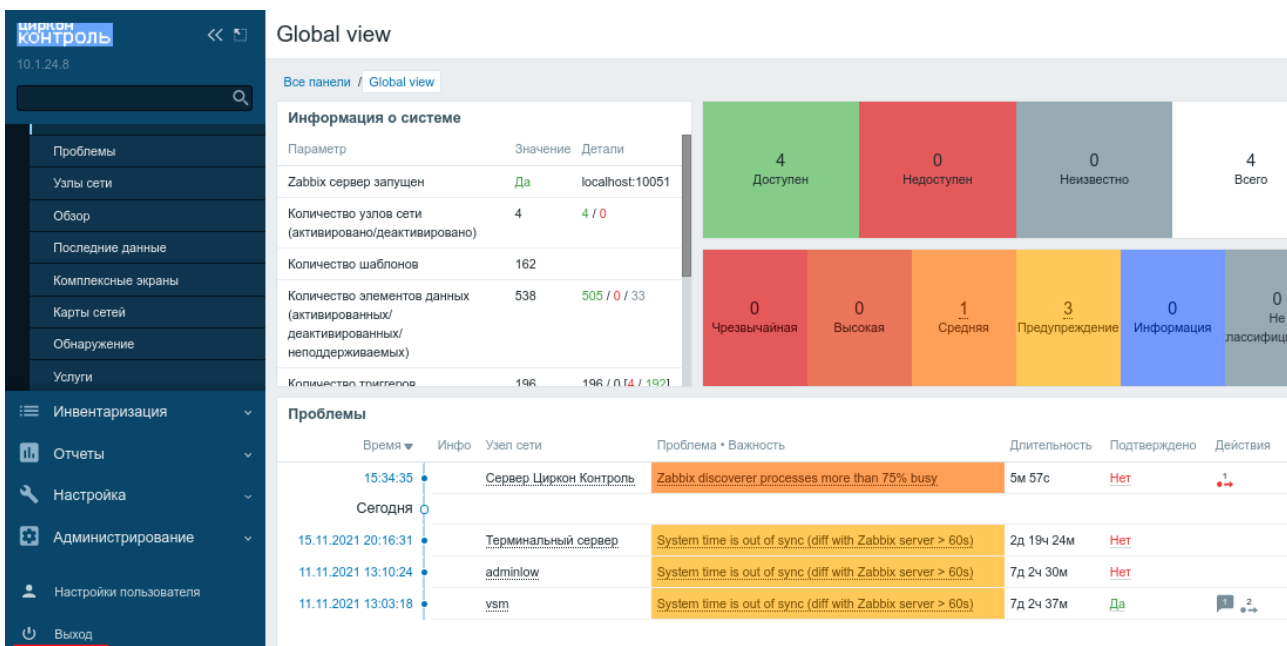 циркон
контроль
10.1.24.8
Проблемы
Узлы сети
Обзор
Последние данные
Комплексные экраны
Карты сетей
Обнаружение
Услуги
Инвентаризация
Отчеты
Настройка
Администрирование
Настройки пользователя
Выход
Global view
Все панели / Global view
Информация о системе
Параметр Значение Детали
Zabbix сервер запущен Да localhost:10051
Количество узлов сети 4 4 / 0
(активировано/деактивировано)
Количество шаблонов 162
Количество элементов данных 538 505 / 0 / 33
(активированных/
деактивированных/
неподдерживаемых)
Количество триггеров 196 196 / 0 [4 / 192]
4 0 0 4
Доступен Недоступен Неизвестно Всего
0 0 1 3 0 0
Чрезвычайная Высокая Средняя Предупреждение Информация Не
лассифици
Проблемы
Время Инфо Узел сети Проблема • Важность Длительность Подтверждено Действия
15:34:35 Сервер Циркон Контроль Zabbix discoverer processes more than 75% busy 5м 57с Нет 1
Сегодня
15.11.2021 20:16:31 Терминальный сервер System time is out of sync (diff with Zabbix server > 60s) 2д 19ч 24м Нет
11.11.2021 13:10:24 adminlow System time is out of sync (diff with Zabbix server > 60s) 7д 2ч 30м Нет
11.11.2021 13:03:18 vsm System time is out of sync (diff with Zabbix server > 60s) 7д 2ч 37м Да 1 2